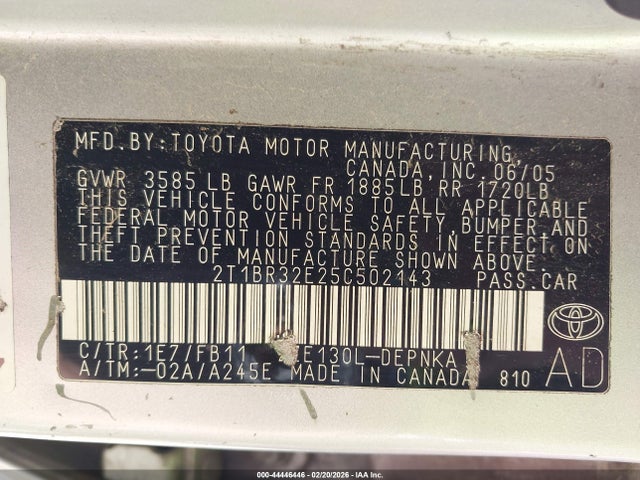 MFD. BY: TOYOTA MOTOR MANUFACTURING,
CANADA, INC. 06/05
GVWR 3585 LB GAWR FR 1885LB RR 1720LB
THIS VEHICLE CONFORMS TO ALL APPLICABLE
FEDERAL MOTOR VEHICLE SAFETY, BUMPER, AND
THEFT PREVENTION STANDARDS IN EFFECT ON
THE DATE OF MANUFACTURE SHOWN ABOVE.
2T1BR32E25C502143 PASS. CAR
C/TR: 1E7/FB11 E130L-DEPNKA
A/TM: -02A/A245E MADE IN CANADA 810
AD
000-44446446 - 02/20/2026 - IAA Inc.